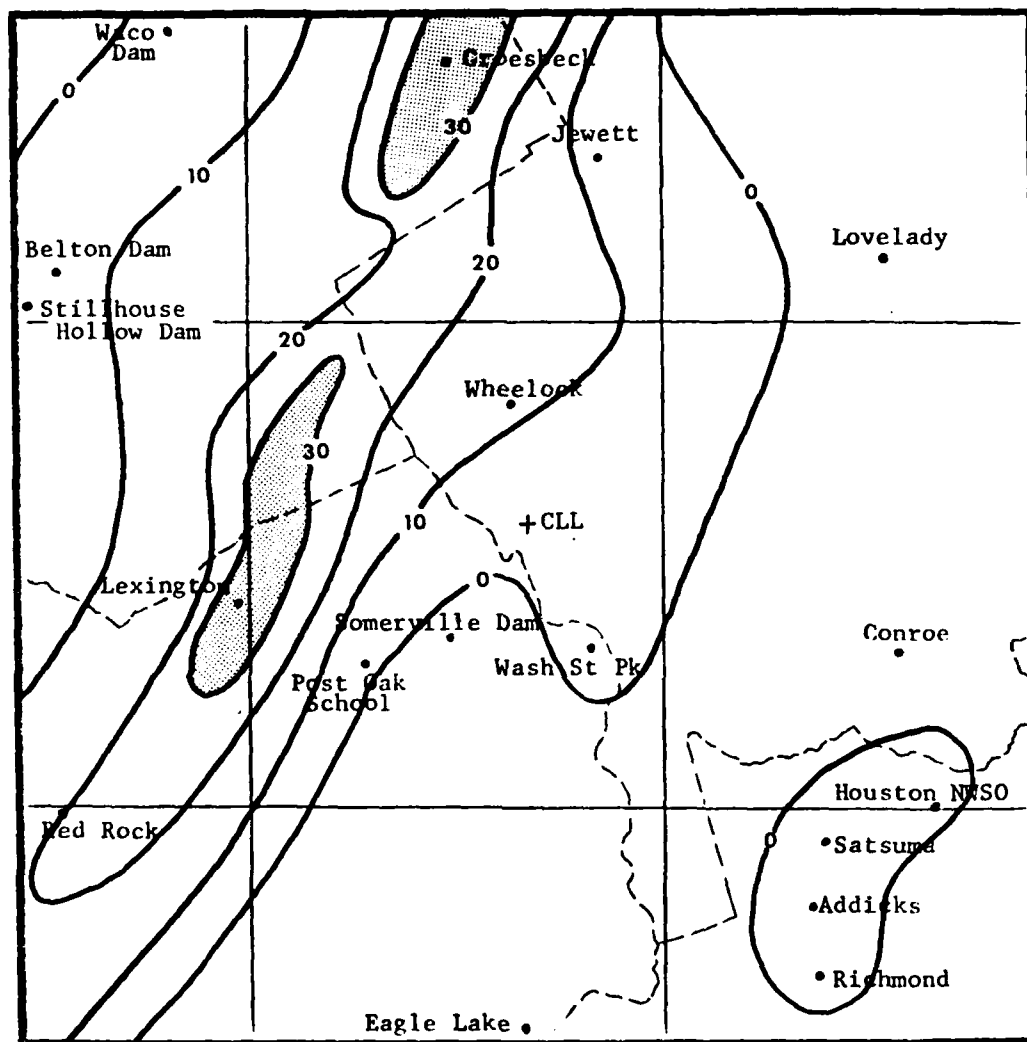 Waco
Dam
Groesbeck
0
30
Jewett
10
0
Belton Dam
Lovelady
20
Stillhouse
Hollow Dam
20
Wheelock
30
10
+CLL
0
Lexington
Somerville Dam
Conroe
Wash St Pk
Post Oak
School
Houston NWSO
Red Rock
0
Satsuma
Addicks
Richmond
Eagle Lake